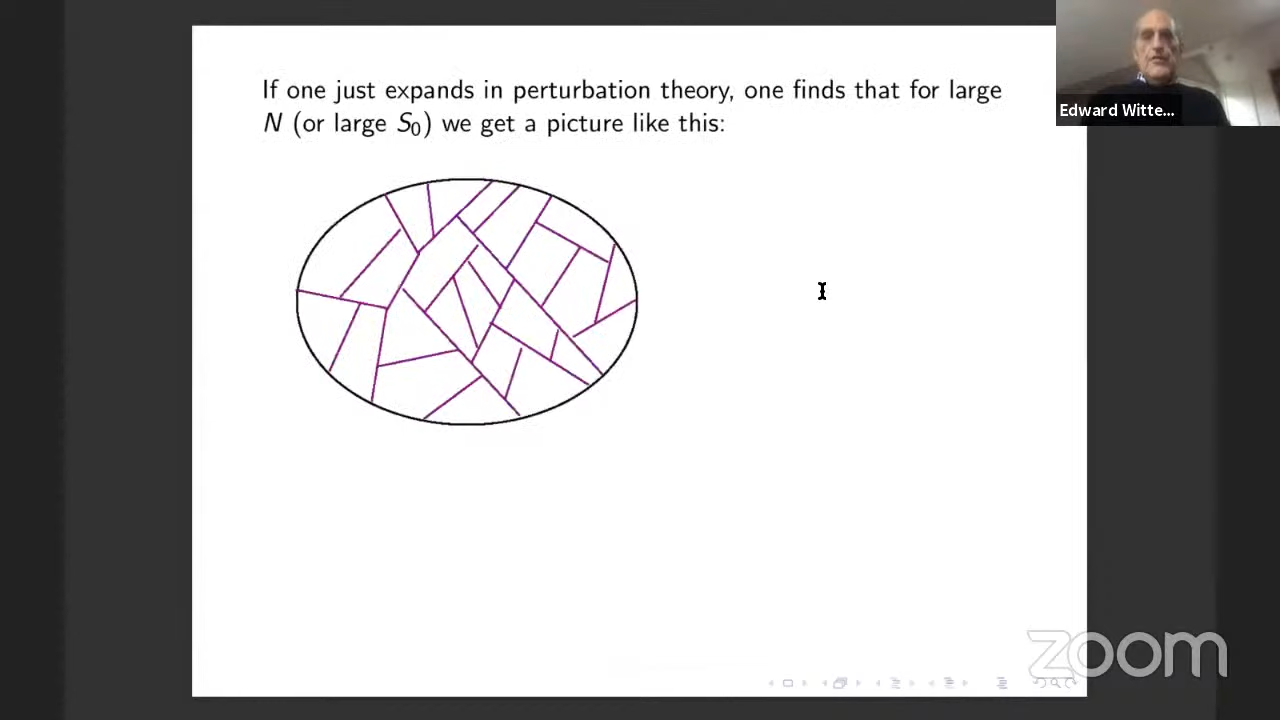 If one just expands in perturbation theory, one finds that for large
N (or large S₀) we get a picture like this:
Edward Witte...
zoom